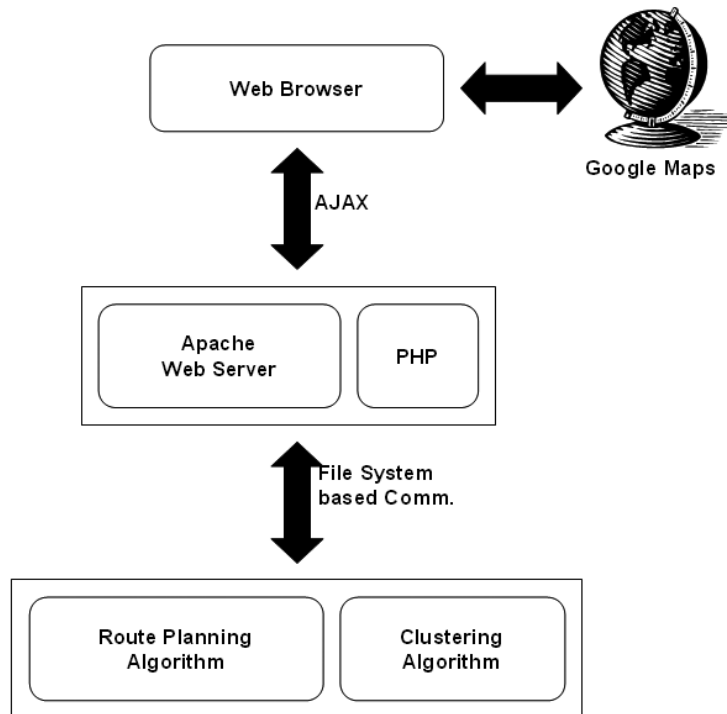 Web Browser
Google Maps
AJAX
Apache
Web Server
PHP
File System
based Comm.
Route Planning
Algorithm
Clustering
Algorithm